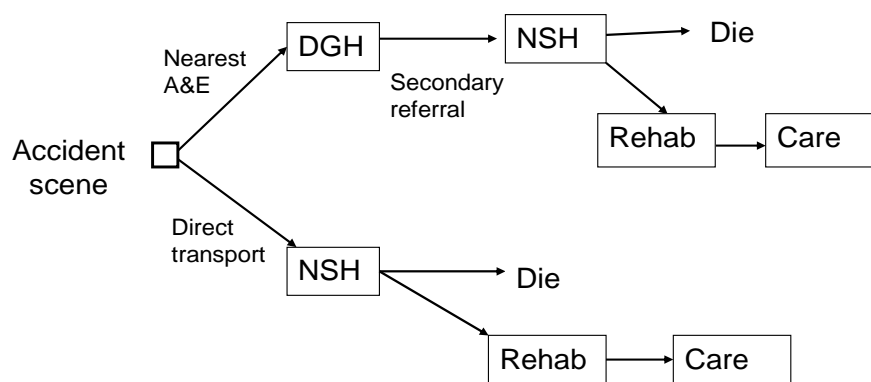 Nearest
A&E
DGH
Secondary
referral
NSH
Die
Rehab
Care
Accident
scene
Direct
transport
NSH
Die
Rehab
Care